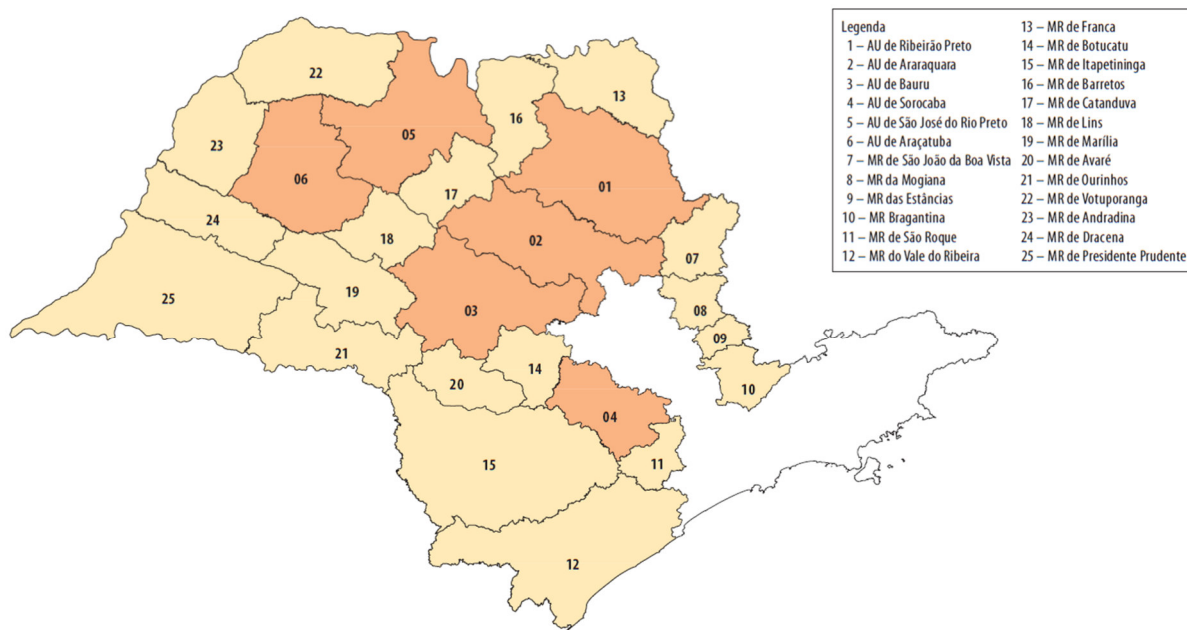 Legenda
1 – AU de Ribeirão Preto
2 – AU de Araraquara
3 – AU de Bauru
4 – AU de Sorocaba
5 – AU de São José do Rio Preto
6 – AU de Araçatuba
7 – MR de São João da Boa Vista
8 – MR da Mogiana
9 – MR das Estâncias
10 – MR Bragantina
11 – MR de São Roque
12 – MR do Vale do Ribeira
13 – MR de Franca
14 – MR de Botucatu
15 – MR de Itapetininga
16 – MR de Barretos
17 – MR de Catanduva
18 – MR de Lins
19 – MR de Marília
20 – MR de Avaré
21 – MR de Ourinhos
22 – MR de Votuporanga
23 – MR de Andradina
24 – MR de Dracena
25 – MR de Presidente Prudente
22
13
05
16
23
06
01
17
24
18
02
07
25
19
03
08
09
21
14
20
10
04
15
11
12